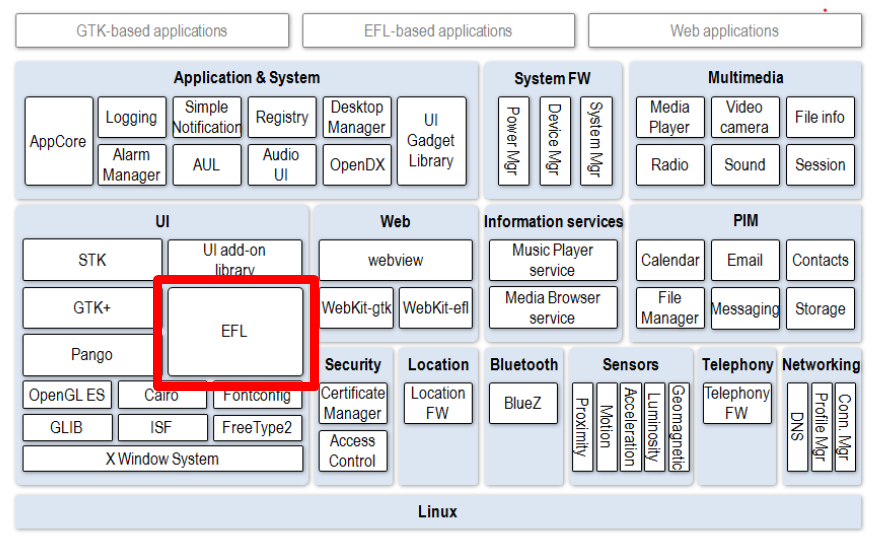 GTK-based applications
EFL-based applications
Web applications
Application & System
AppCore
Logging
Simple
Notification
Registry
Desktop
Manager
UI
Gadget
Library
Alarm
Manager
AUL
Audio
UI
OpenDX
System FW
Power Mgr
Device Mgr
System Mgr
Multimedia
Media
Player
Video
camera
File info
Radio
Sound
Session
UI
STK
UI add-on
library
GTK+
EFL
Pango
OpenGL ES
Cairo
Fontconfig
GLIB
ISF
FreeType2
X Window System
Web
webview
WebKit-gtk
WebKit-efl
Information services
Music Player
service
Media Browser
service
PIM
Calendar
Email
Contacts
File
Manager
Messaging
Storage
Security
Certificate
Manager
Access
Control
Location
Location
FW
Bluetooth
BlueZ
Sensors
Proximity
Motion
Acceleration
Luminosity
Geomagnetic
Telephony
Telephony
FW
Networking
DNS
Profile Mgr
Conn. Mgr
Linux